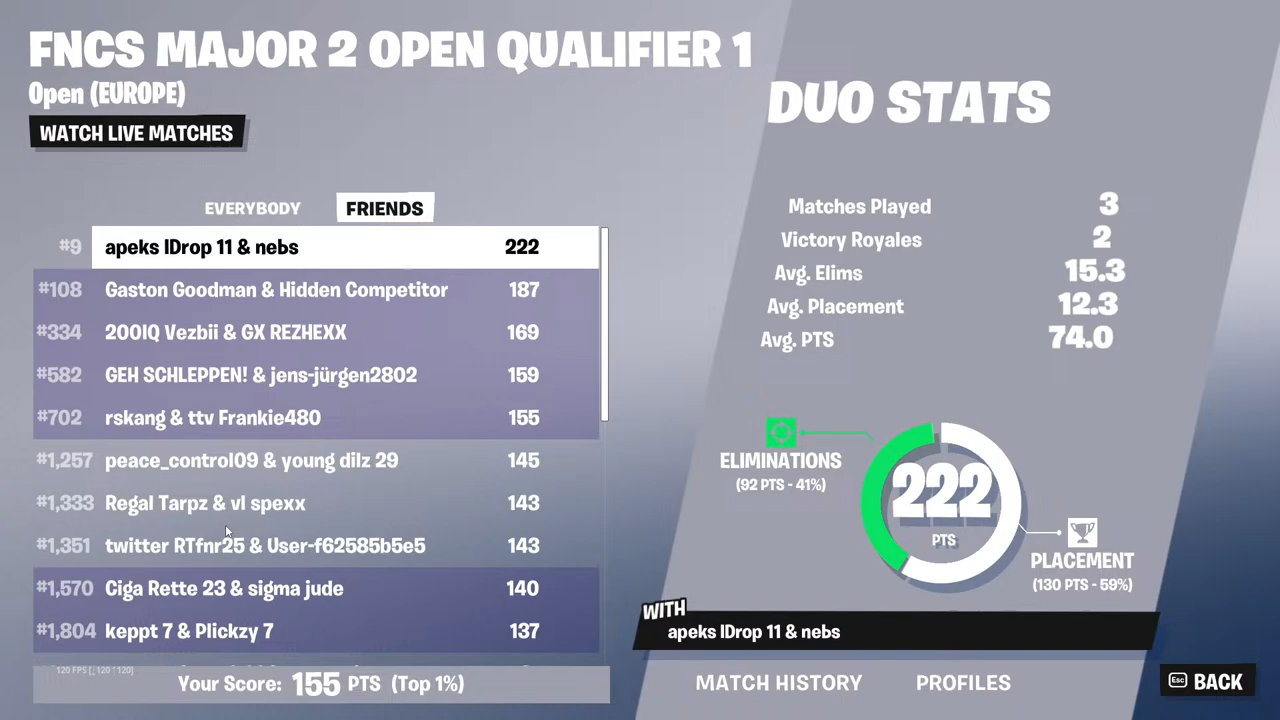 FNCS MAJOR 2 OPEN QUALIFIER 1
Open (EUROPE)
WATCH LIVE MATCHES
EVERYBODY FRIENDS
#9 apeks IDrop 11 & nebs 222
#108 Gaston Goodman & Hidden Competitor 187
#334 200IQ Vezbii & GX REZHEXX 169
#582 GEH SCHLEPPEN! & jens-jürgen2802 159
#702 rskang & ttv Frankie480 155
#1,257 peace_control09 & young dilz 29 145
#1,333 Regal Tarpz & vl spexx 143
#1,351 twitter RTfnr25 & User-f62585b5e5 143
#1,570 Ciga Rette 23 & sigma jude 140
#1,804 keppt 7 & Plickzy 7 137
Your Score: 155 PTS (Top 1%)
DUO STATS
Matches Played 3
Victory Royales 2
Avg. Elims 15.3
Avg. Placement 12.3
Avg. PTS 74.0
ELIMINATIONS
(92 PTS - 41%)
222
PTS
PLACEMENT
(130 PTS - 59%)
WITH
apeks IDrop 11 & nebs
MATCH HISTORY PROFILES
Esc BACK